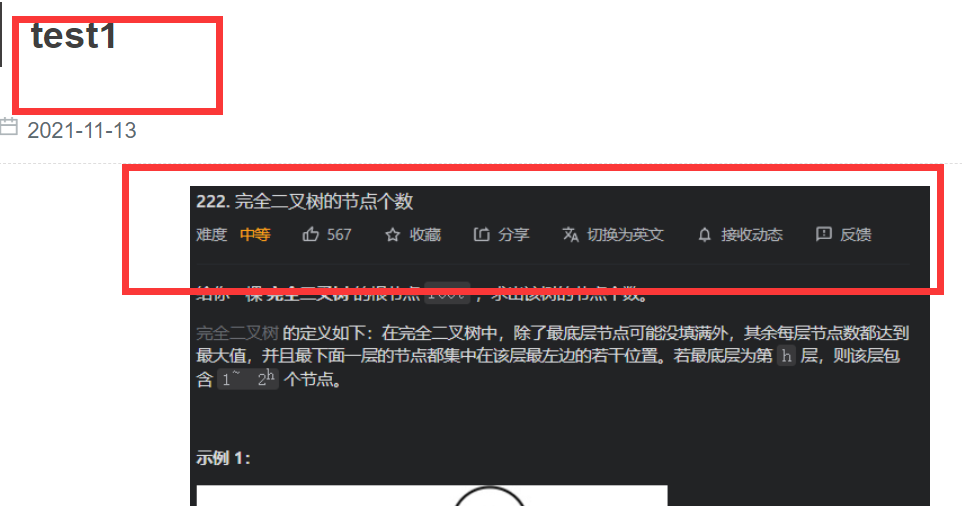 test1
2021-11-13
222. 完全二叉树的节点个数
难度 中等 567 收藏 分享 切换为英文 接收动态 反馈
给你一棵 完全二叉树 的根节点 root ，求出该树的节点个数。
完全二叉树 的定义如下：在完全二叉树中，除了最底层节点可能没填满外，其余每层节点数都达到
最大值，并且最下面一层的节点都集中在该层最左边的若干位置。若最底层为第 h 层，则该层包
含 1~ 2^h 个节点。
示例 1：